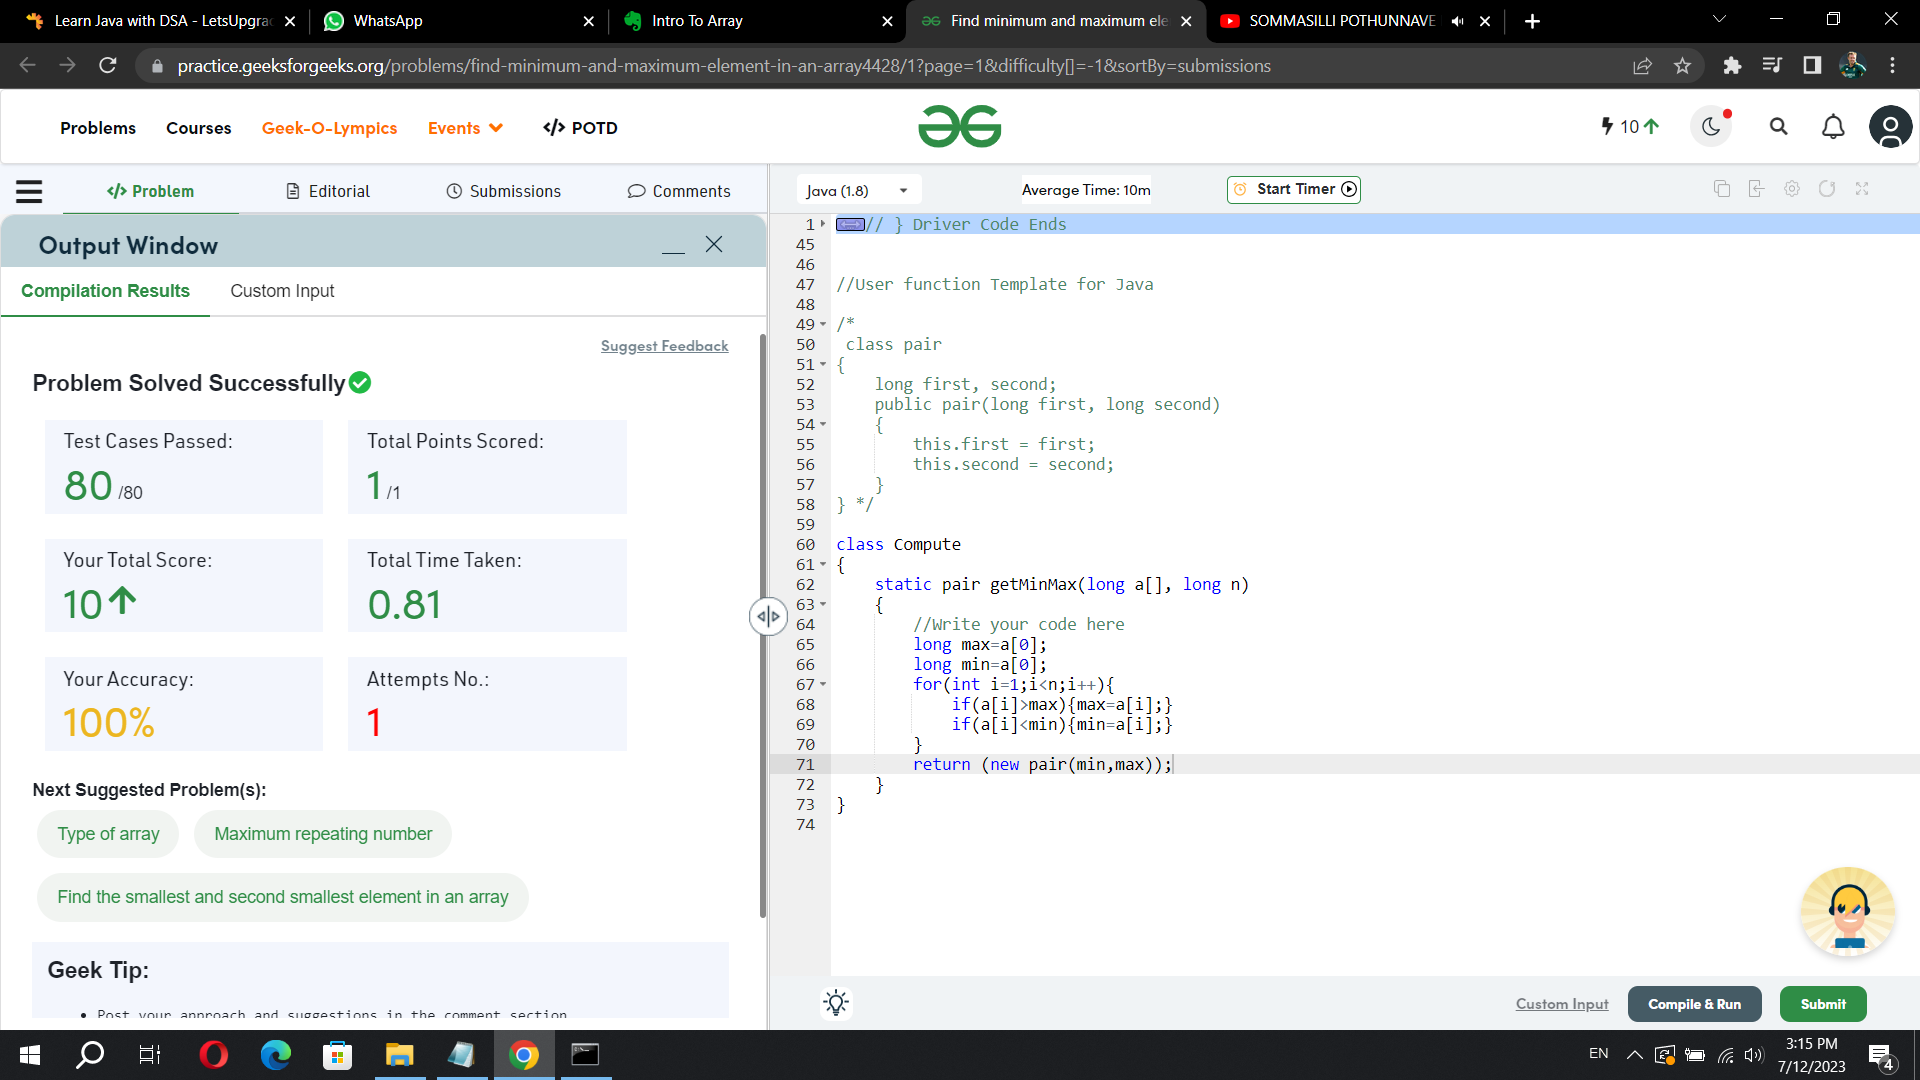 Learn Java with DSA - LetsUpgra
WhatsApp
Intro To Array
Find minimum and maximum ele
SOMMASILLI POTHUNNAVE
practice.geeksforgeeks.org/problems/find-minimum-and-maximum-element-in-an-array4428/1?page=1&difficulty[]=-1&sortBy=submissions
Problems Courses Geek-O-Lympics Events </> POTD
10
</> Problem Editorial Submissions Comments
Output Window
Compilation Results Custom Input
Suggest Feedback
Problem Solved Successfully
Test Cases Passed:
80 /80
Total Points Scored:
1 /1
Your Total Score:
10
Total Time Taken:
0.81
Your Accuracy:
100%
Attempts No.:
1
Next Suggested Problem(s):
Type of array
Maximum repeating number
Find the smallest and second smallest element in an array
Geek Tip:
• Post your approach and suggestions in the comment section
Java (1.8) Average Time: 10m Start Timer
1 // } Driver Code Ends
45
46
47 //User function Template for Java
48
49 /*
50 class pair
51 {
52 long first, second;
53 public pair(long first, long second)
54 {
55 this.first = first;
56 this.second = second;
57 }
58 } */
59
60 class Compute
61 {
62 static pair getMinMax(long a[], long n)
63 {
64 //Write your code here
65 long max=a[0];
66 long min=a[0];
67 for(int i=1;i<n;i++){
68 if(a[i]>max){max=a[i];}
69 if(a[i]<min){min=a[i];}
70 }
71 return (new pair(min,max));
72 }
73 }
74
Custom Input Compile & Run Submit
EN
3:15 PM
7/12/2023
4